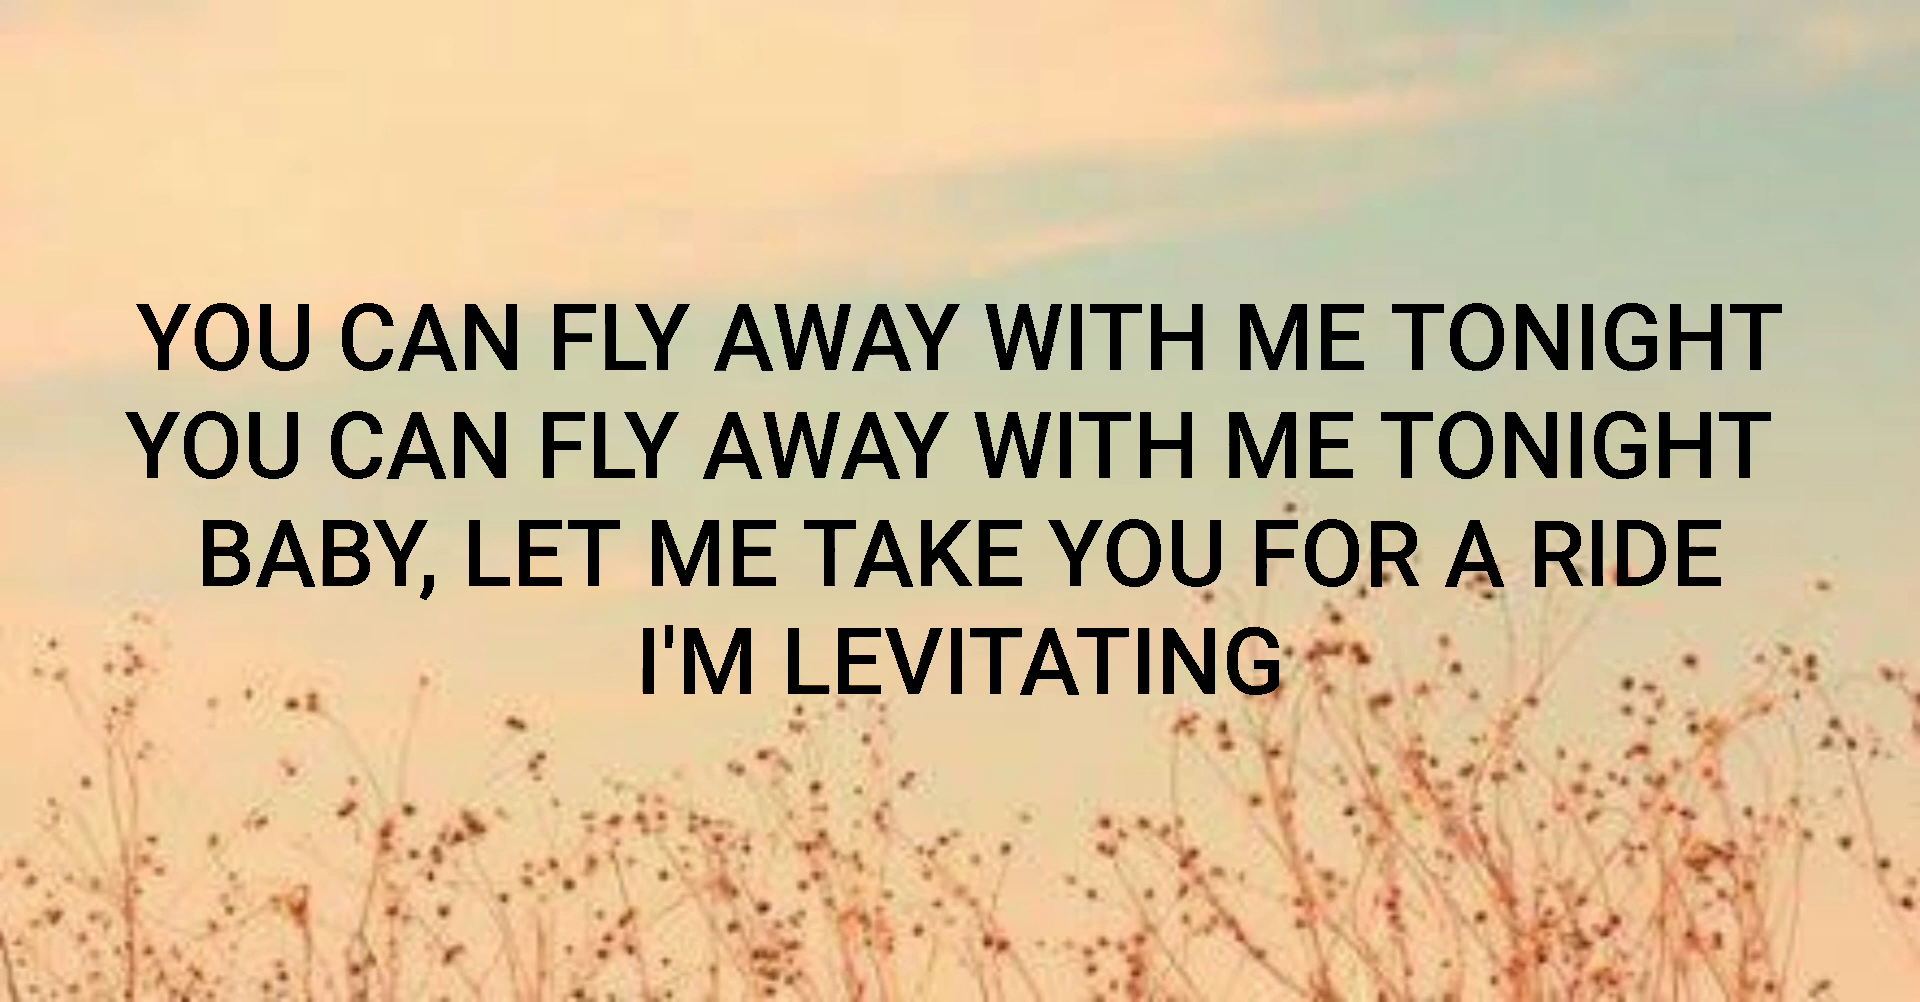 YOU CAN FLY AWAY WITH ME TONIGHT
YOU CAN FLY AWAY WITH ME TONIGHT
BABY, LET ME TAKE YOU FOR A RIDE
I'M LEVITATING